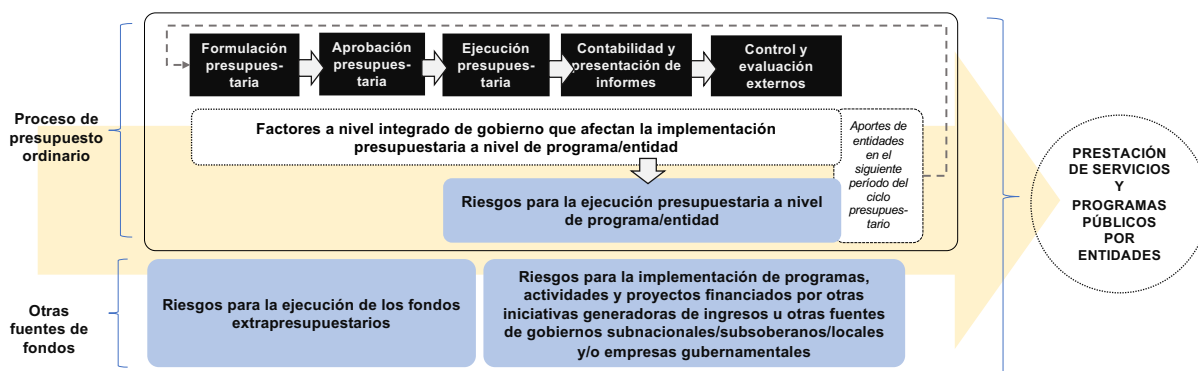 Proceso de
presupuesto
ordinario
Formulación
presupues-
taria
Aprobación
presupues-
taria
Ejecución
presupues-
taria
Contabilidad y
presentación de
informes
Control y
evaluación
externos
Factores a nivel integrado de gobierno que afectan la implementación
presupuestaria a nivel de programa/entidad
Aportes de
entidades
en el
siguiente
período del
ciclo
presupues-
tario
Riesgos para la ejecución presupuestaria a nivel
de programa/entidad
Otras
fuentes de
fondos
Riesgos para la ejecución de los fondos
extrapresupuestarios
Riesgos para la implementación de programas,
actividades y proyectos financiados por otras
iniciativas generadoras de ingresos u otras fuentes
de gobiernos subnacionales/subsoberanos/locales
y/o empresas gubernamentales
PRESTACIÓN
DE SERVICIOS
Y
PROGRAMAS
PÚBLICOS
POR
ENTIDADES